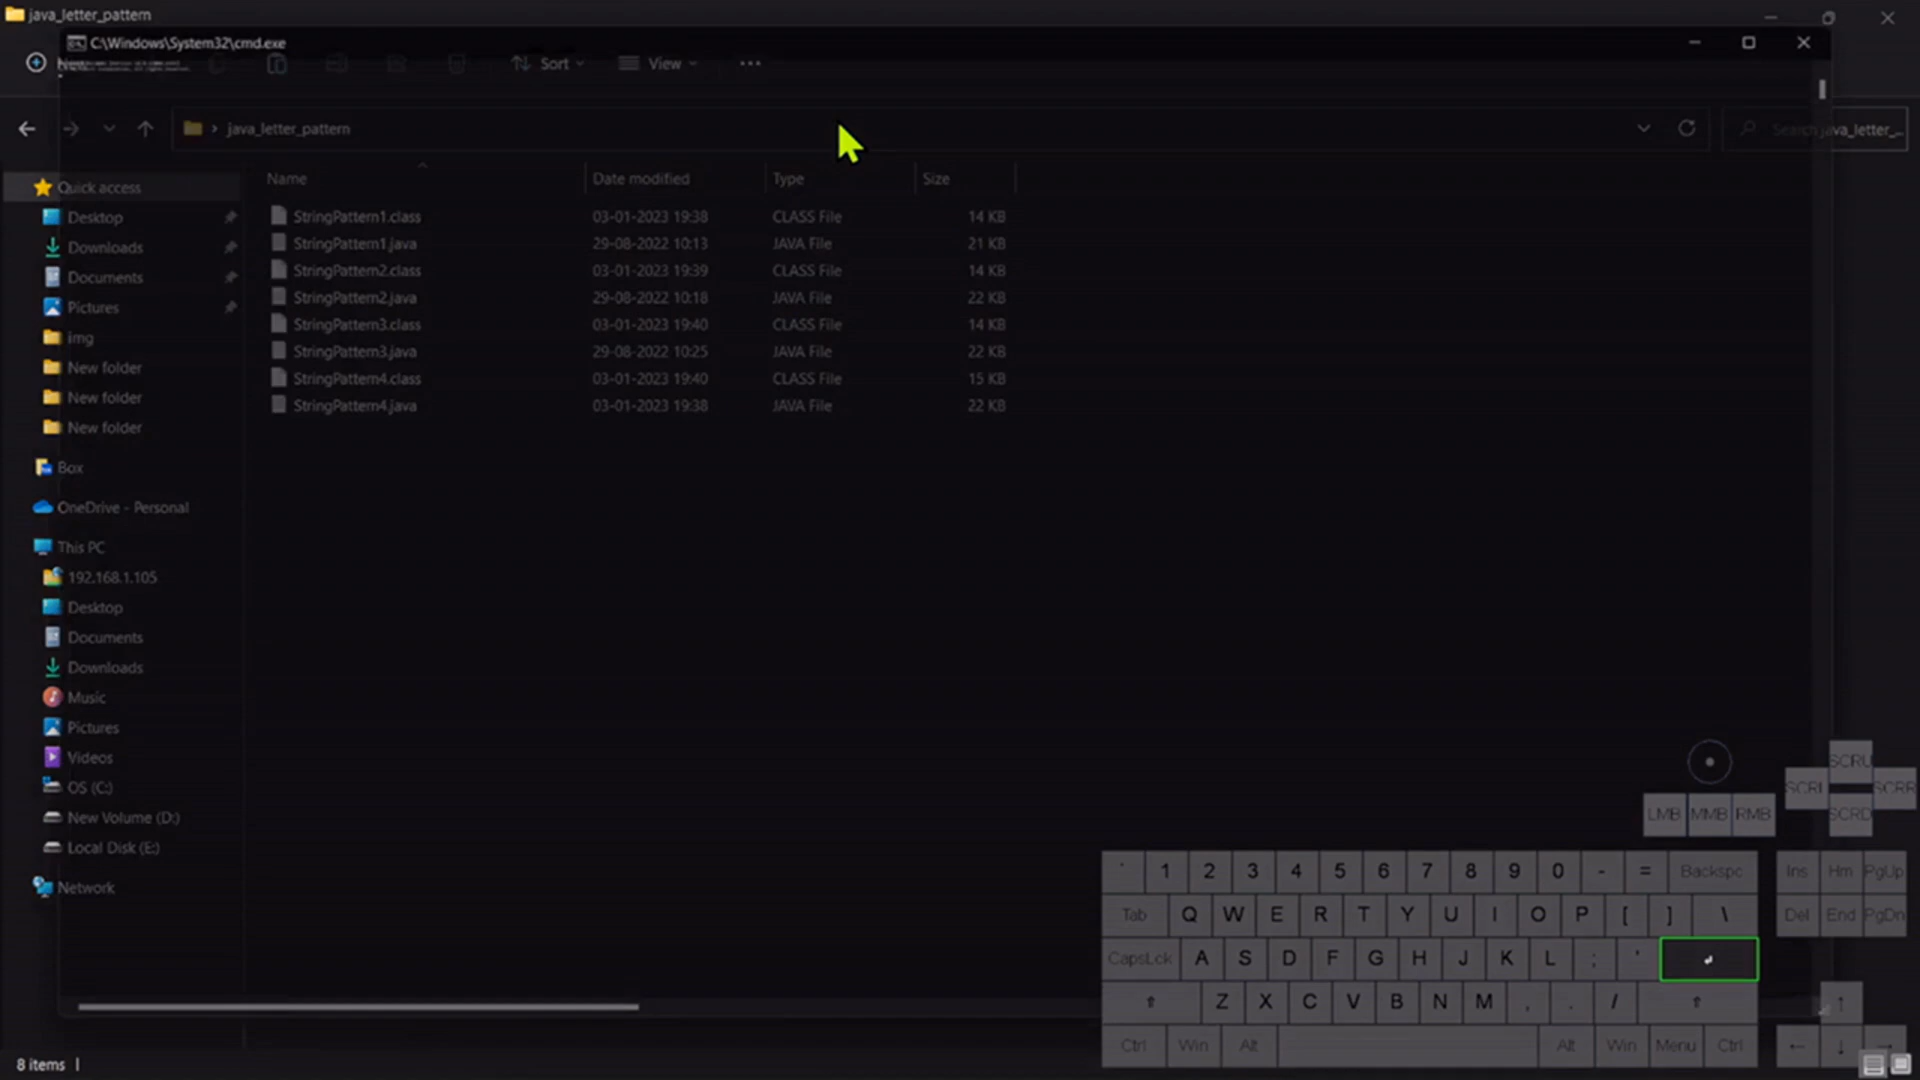 java_letter_pattern
C:\Windows\System32\cmd.exe
Sort
View
java_letter_pattern
Search java_letter_...
Name Date modified Type Size
Quick access
Desktop
Downloads
Documents
Pictures
img
New folder
New folder
New folder
Box
OneDrive - Personal
This PC
192.168.1.105
Desktop
Documents
Downloads
Music
Pictures
Videos
OS (C:)
New Volume (D:)
Local Disk (E:)
Network
StringPattern1.class 03-01-2023 19:38 CLASS File 14 KB
StringPattern1.java 29-08-2022 10:13 JAVA File 21 KB
StringPattern2.class 03-01-2023 19:39 CLASS File 14 KB
StringPattern2.java 29-08-2022 10:18 JAVA File 22 KB
StringPattern3.class 03-01-2023 19:40 CLASS File 14 KB
StringPattern3.java 29-08-2022 10:25 JAVA File 22 KB
StringPattern4.class 03-01-2023 19:40 CLASS File 15 KB
StringPattern4.java 03-01-2023 19:38 JAVA File 22 KB
SCRU
SCRL SCRR
LMB MMB RMB SCRD
` 1 2 3 4 5 6 7 8 9 0 - = Backspc Ins Hm PgUp
Tab Q W E R T Y U I O P [ ] \ Del End PgDn
CapsLck A S D F G H J K L ; '
Z X C V B N M , . /
Ctrl Win Alt Alt Win Menu Ctrl
8 items